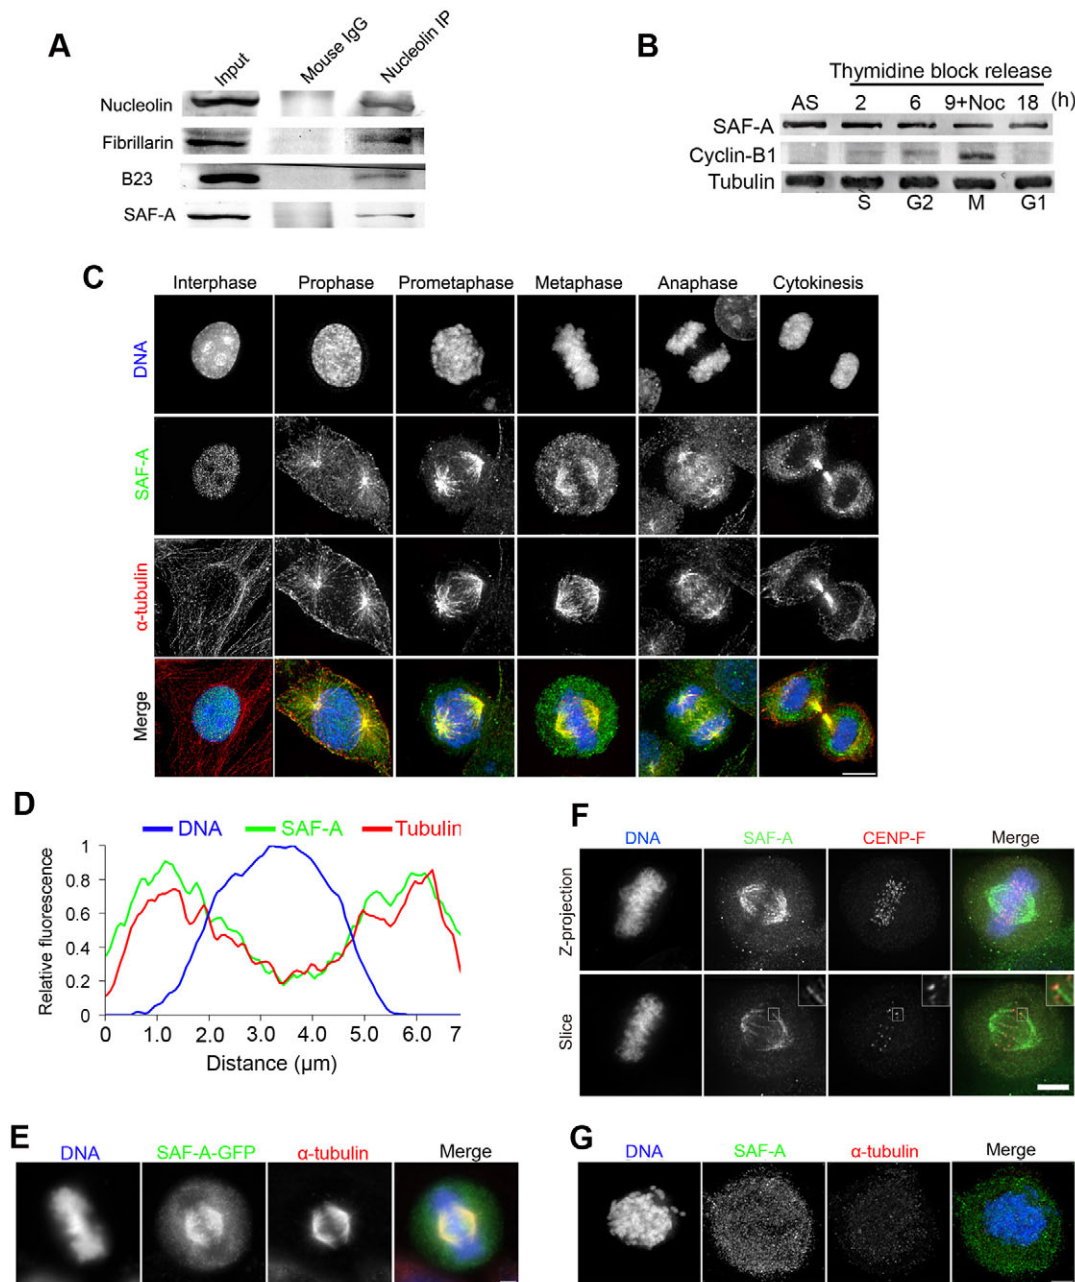 A
Input
Mouse IgG
Nucleolin IP
Nucleolin
Fibrillarin
B23
SAF-A
B
Thymidine block release
AS 2 6 9+Noc 18 (h)
SAF-A
Cyclin-B1
Tubulin
S G2 M G1
C
Interphase Prophase Prometaphase Metaphase Anaphase Cytokinesis
DNA
SAF-A
α-tubulin
Merge
D
DNA SAF-A Tubulin
Relative fluorescence
1
0.8
0.6
0.4
0.2
0
0 1.0 2.0 3.0 4.0 5.0 6.0 7
Distance (µm)
E
DNA SAF-A-GFP α-tubulin Merge
F
DNA SAF-A CENP-F Merge
Z-projection
Slice
G
DNA SAF-A α-tubulin Merge